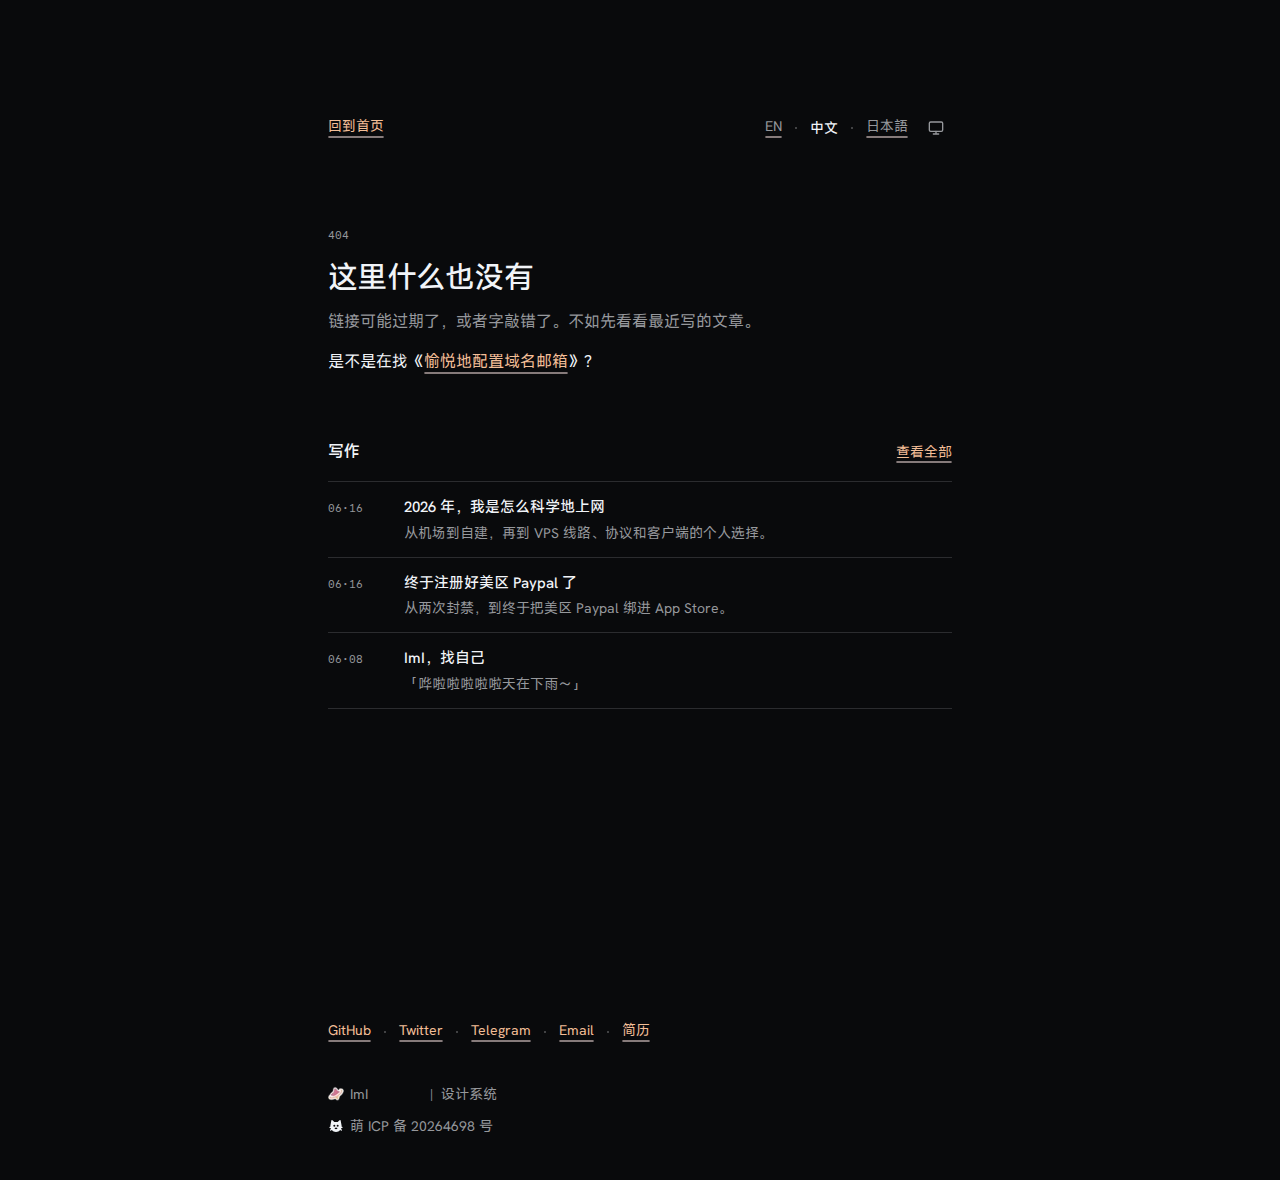 回到首页
EN · 中文 · 日本語
404
这里什么也没有
链接可能过期了，或者字敲错了。不如先看看最近写的文章。
是不是在找《愉悦地配置域名邮箱》？
写作
查看全部
06·16
2026 年，我是怎么科学地上网
从机场到自建，再到 VPS 线路、协议和客户端的个人选择。
06·16
终于注册好美区 Paypal 了
从两次封禁，到终于把美区 Paypal 绑进 App Store。
06·08
lml，找自己
「哗啦啦啦啦啦天在下雨～」
GitHub · Twitter · Telegram · Email · 简历
lml | 设计系统
萌 ICP 备 20264698 号